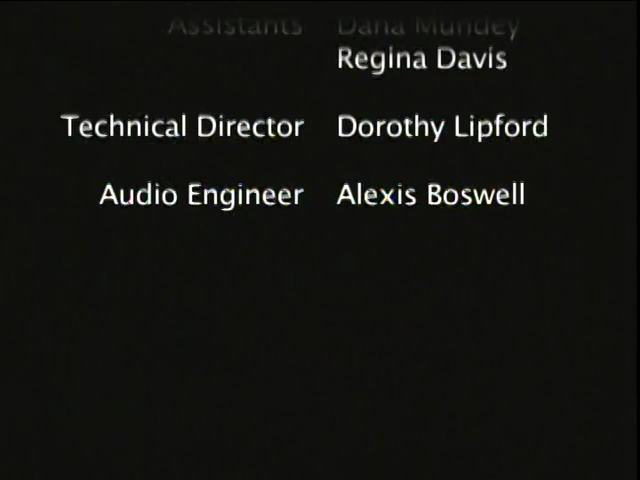 Assistants Dana Mundey
Regina Davis
Technical Director Dorothy Lipford
Audio Engineer Alexis Boswell